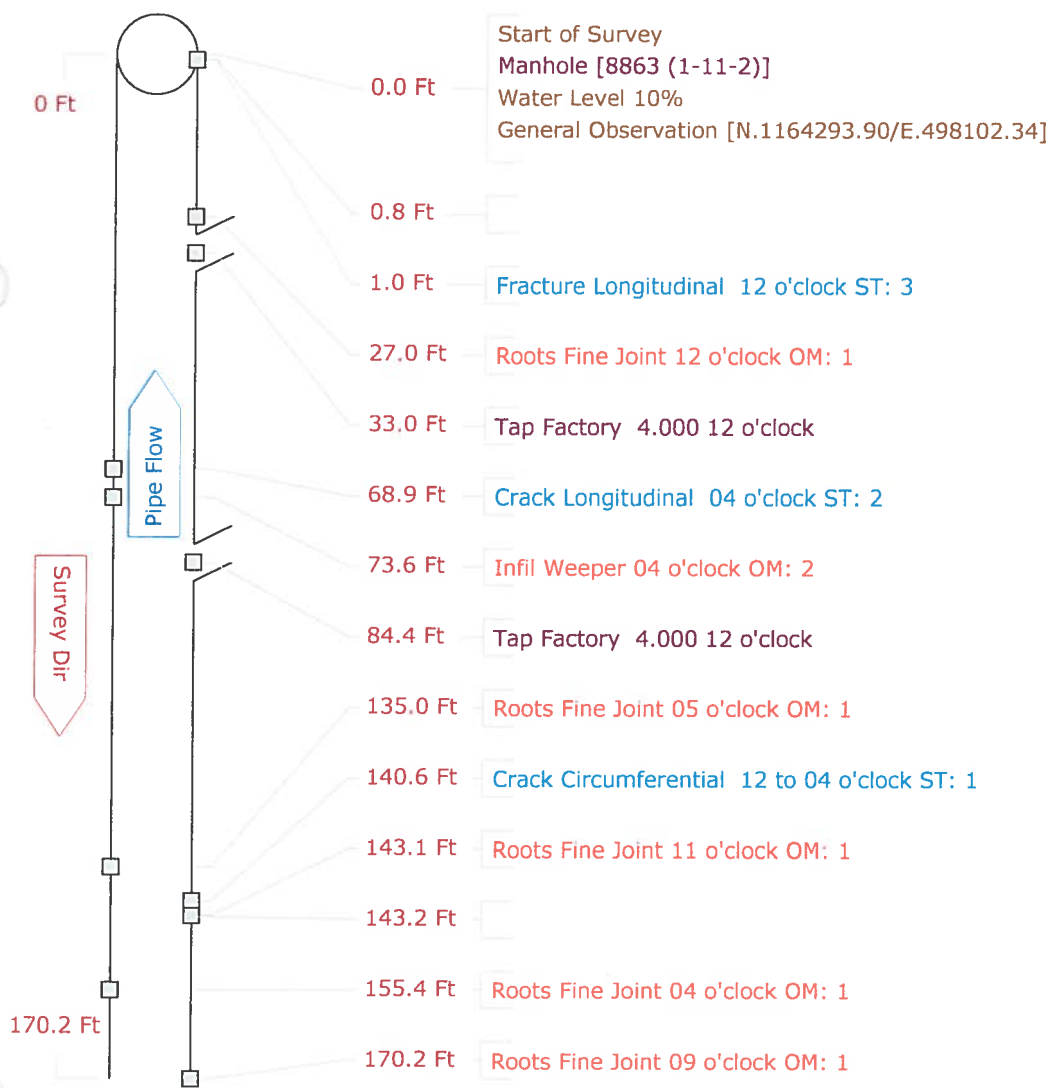 Start of Survey
Manhole [8863 (1-11-2)]
0.0 Ft
Water Level 10%
General Observation [N.1164293.90/E.498102.34]
0 Ft
0.8 Ft
1.0 Ft Fracture Longitudinal 12 o'clock ST: 3
27.0 Ft Roots Fine Joint 12 o'clock OM: 1
33.0 Ft Tap Factory 4.000 12 o'clock
Pipe Flow
68.9 Ft Crack Longitudinal 04 o'clock ST: 2
73.6 Ft Infil Weeper 04 o'clock OM: 2
Survey Dir
84.4 Ft Tap Factory 4.000 12 o'clock
135.0 Ft Roots Fine Joint 05 o'clock OM: 1
140.6 Ft Crack Circumferential 12 to 04 o'clock ST: 1
143.1 Ft Roots Fine Joint 11 o'clock OM: 1
143.2 Ft
155.4 Ft Roots Fine Joint 04 o'clock OM: 1
170.2 Ft
170.2 Ft Roots Fine Joint 09 o'clock OM: 1